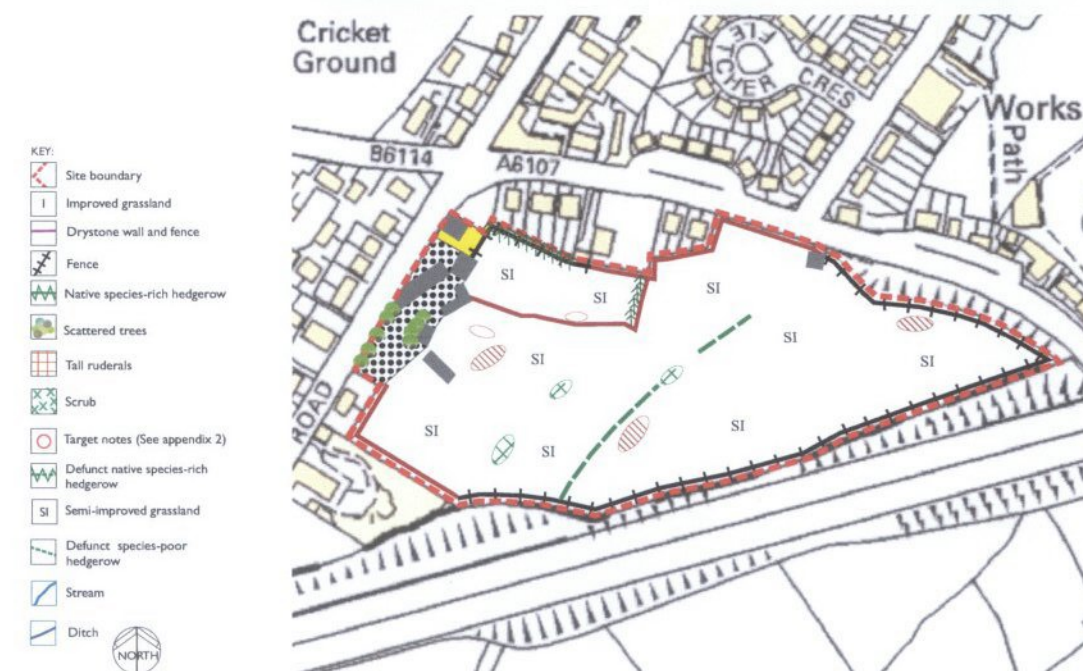 KEY:
Site boundary
I
Improved grassland
Drystone wall and fence
Fence
Native species-rich hedgerow
Scattered trees
Tall ruderals
Scrub
Target notes (See appendix 2)
Defunct native species-rich
hedgerow
SI
Semi-improved grassland
Defunct species-poor
hedgerow
Stream
Ditch
NORTH
Cricket
Ground
FLETCHER CRES
Works
Path
B6114
A6107
ROAD
SI
SI
SI
SI
SI
SI
SI
SI
SI